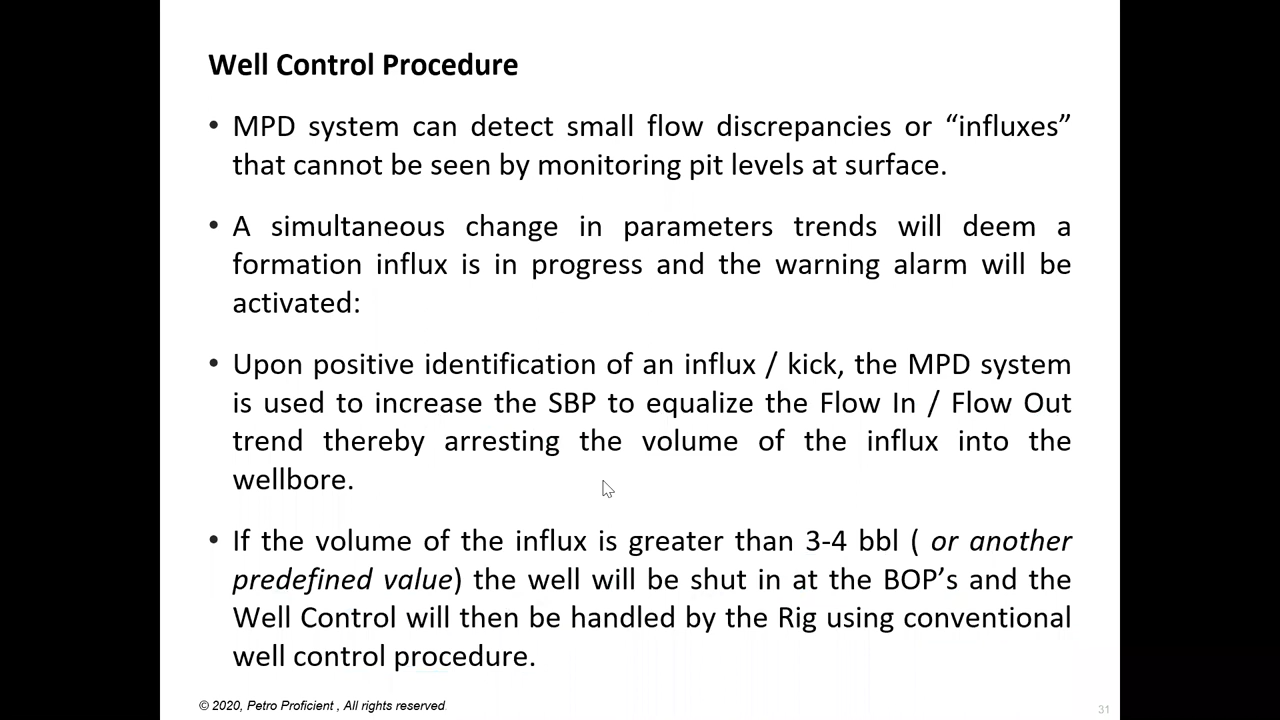 Well Control Procedure
• MPD system can detect small flow discrepancies or “influxes”
that cannot be seen by monitoring pit levels at surface.
• A simultaneous change in parameters trends will deem a
formation influx is in progress and the warning alarm will be
activated:
• Upon positive identification of an influx / kick, the MPD system
is used to increase the SBP to equalize the Flow In / Flow Out
trend thereby arresting the volume of the influx into the
wellbore.
• If the volume of the influx is greater than 3-4 bbl ( or another
predefined value) the well will be shut in at the BOP’s and the
Well Control will then be handled by the Rig using conventional
well control procedure.
© 2020, Petro Proficient , All rights reserved
31